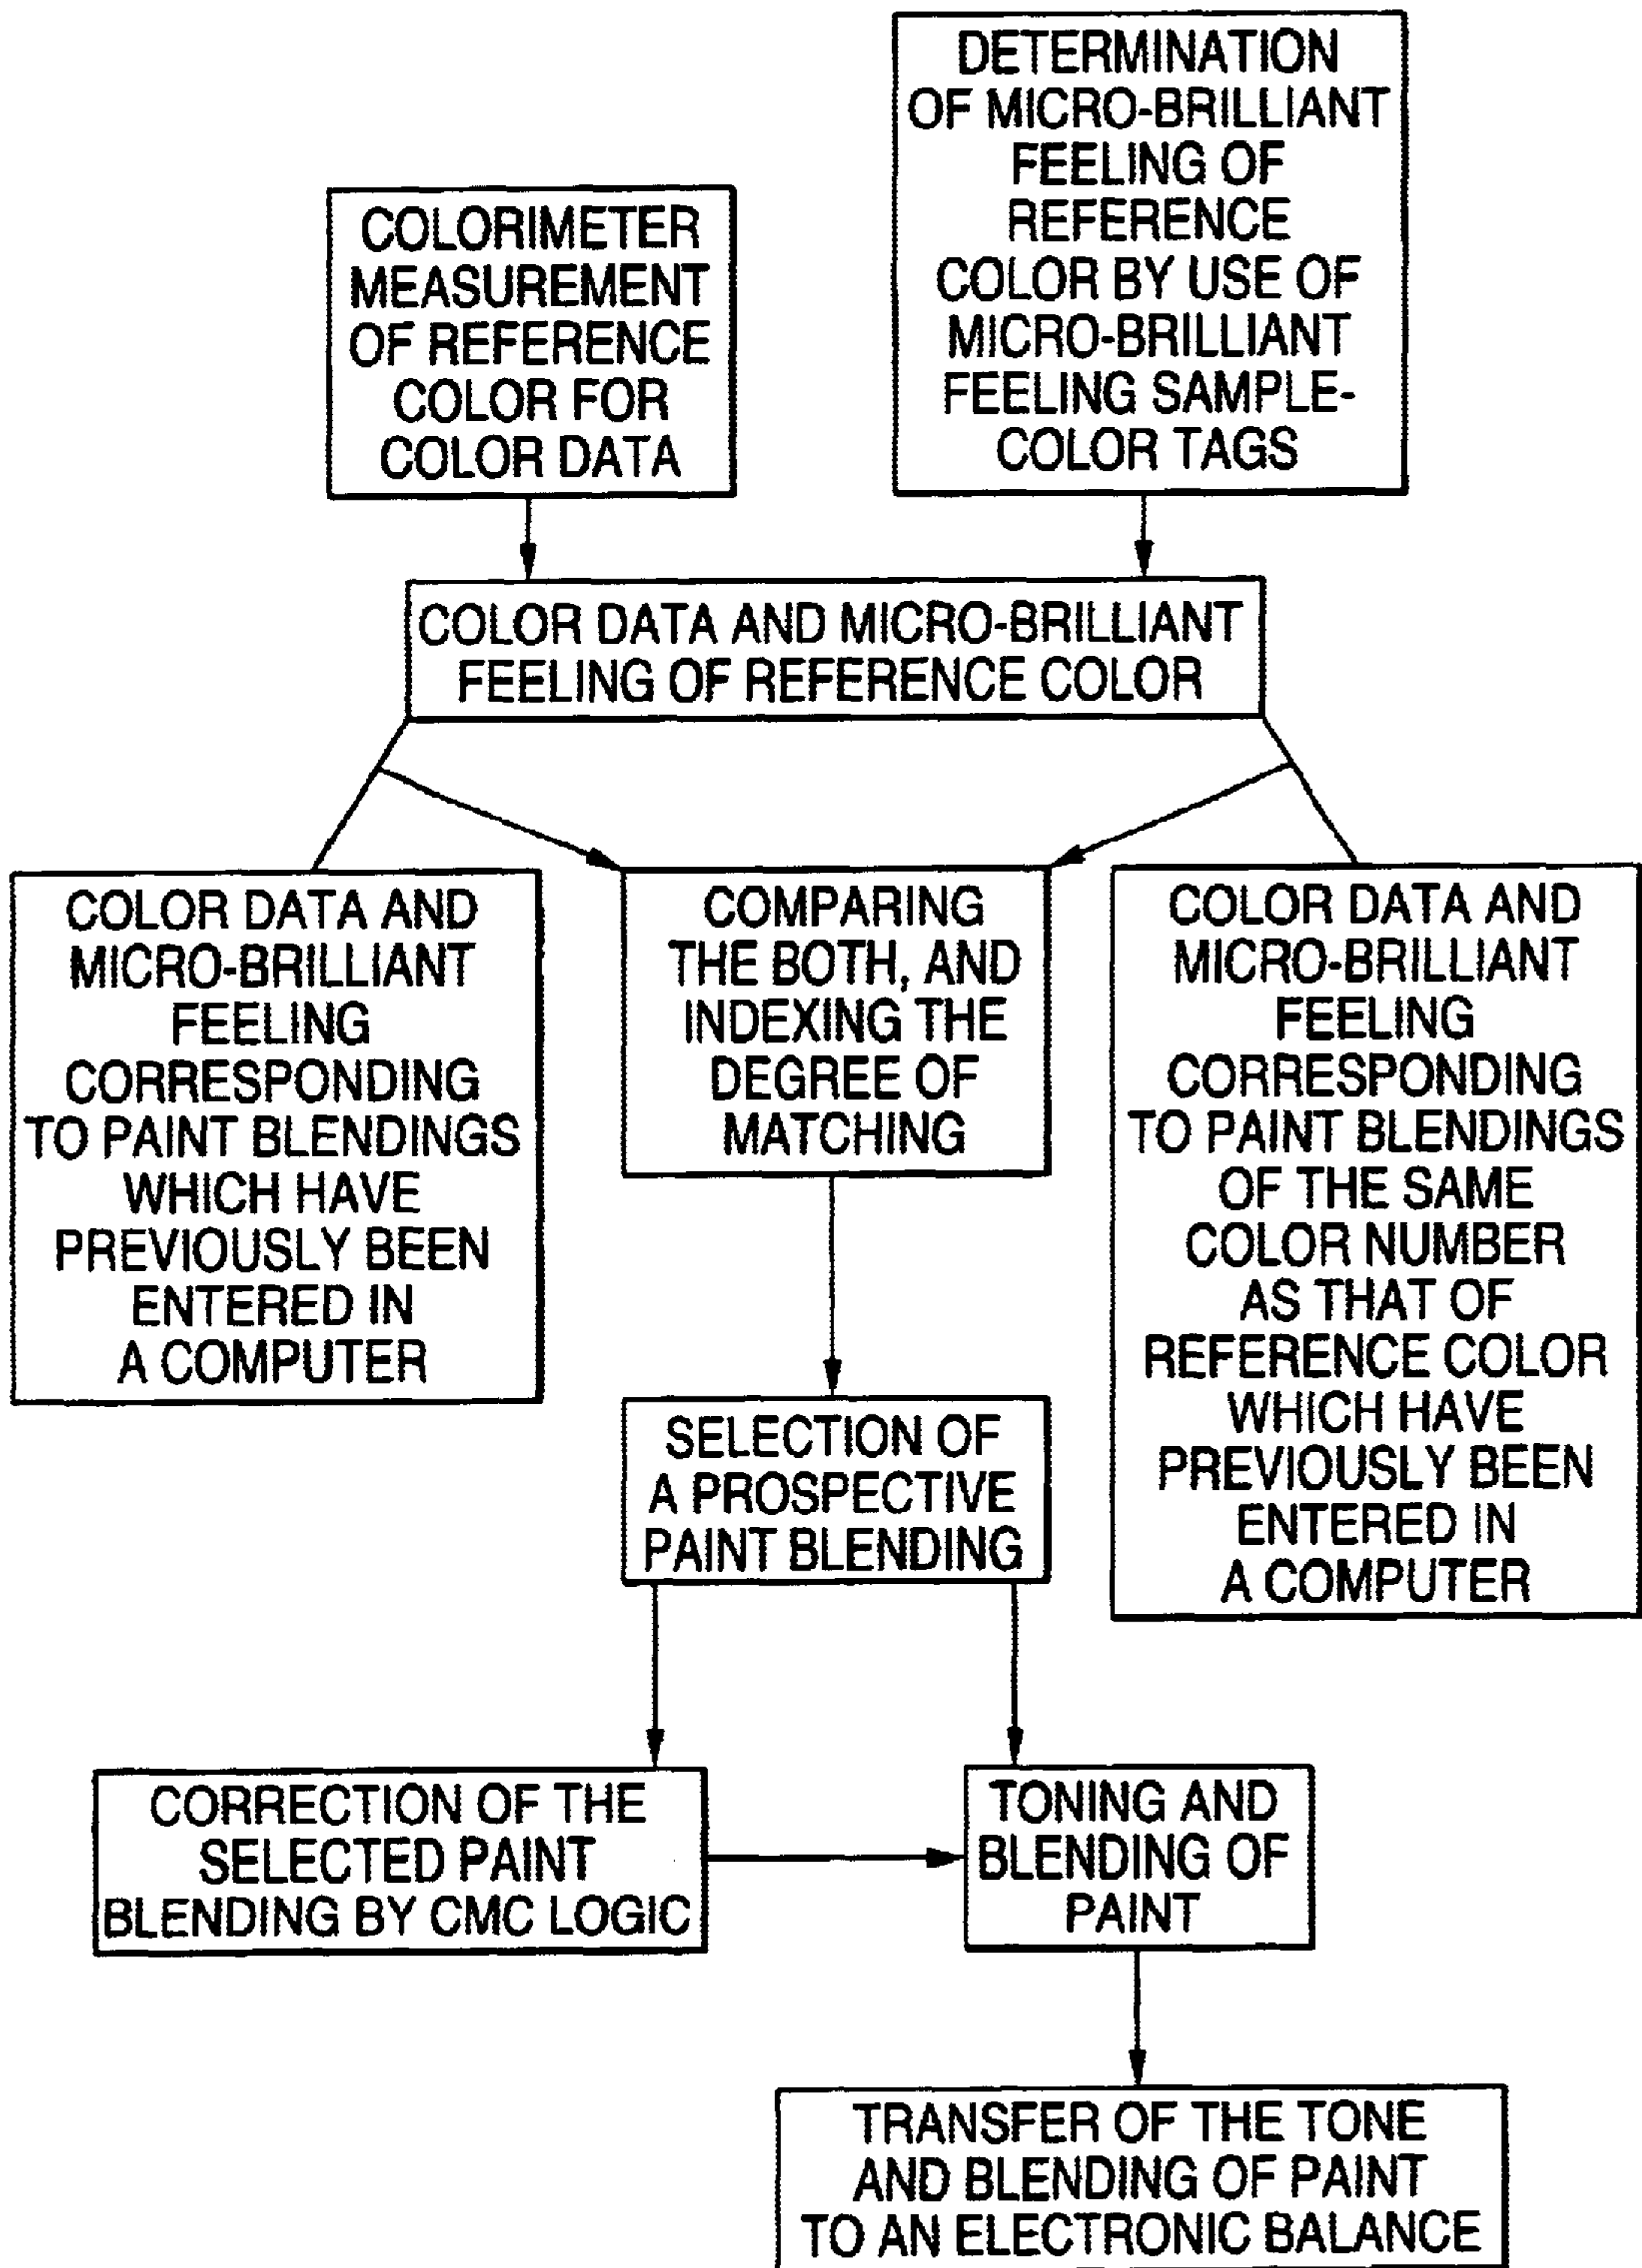 COLORIMETER
MEASUREMENT
OF REFERENCE
COLOR FOR
COLOR DATA
DETERMINATION
OF MICRO-BRILLIANT
FEELING OF
REFERENCE
COLOR BY USE OF
MICRO-BRILLIANT
FEELING SAMPLE-
COLOR TAGS
COLOR DATA AND MICRO-BRILLIANT
FEELING OF REFERENCE COLOR
COLOR DATA AND
MICRO-BRILLIANT
FEELING
CORRESPONDING
TO PAINT BLENDINGS
WHICH HAVE
PREVIOUSLY BEEN
ENTERED IN
A COMPUTER
COMPARING
THE BOTH, AND
INDEXING THE
DEGREE OF
MATCHING
COLOR DATA AND
MICRO-BRILLIANT
FEELING
CORRESPONDING
TO PAINT BLENDINGS
OF THE SAME
COLOR NUMBER
AS THAT OF
REFERENCE COLOR
WHICH HAVE
PREVIOUSLY BEEN
ENTERED IN
A COMPUTER
SELECTION OF
A PROSPECTIVE
PAINT BLENDING
CORRECTION OF THE
SELECTED PAINT
BLENDING BY CMC LOGIC
TONING AND
BLENDING OF
PAINT
TRANSFER OF THE TONE
AND BLENDING OF PAINT
TO AN ELECTRONIC BALANCE